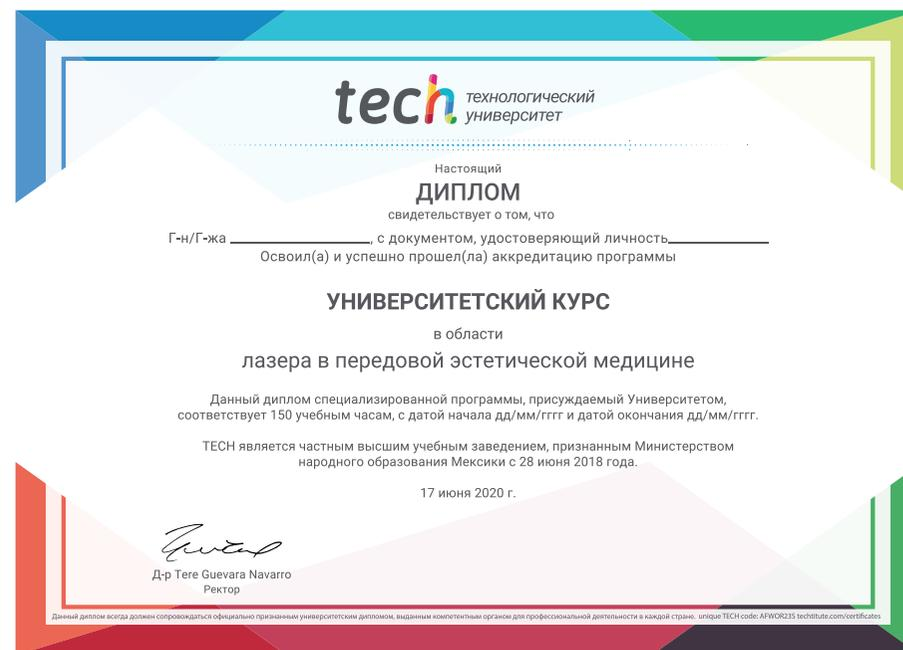 tech технологический
университет
Настоящий
ДИПЛОМ
свидетельствует о том, что
Г-н/Г-жа ____________________, с документом, удостоверяющий личность______________
Освоил(а) и успешно прошел(ла) аккредитацию программы
УНИВЕРСИТЕТСКИЙ КУРС
в области
лазера в передовой эстетической медицине
Данный диплом специализированной программы, присуждаемый Университетом,
соответствует 150 учебным часам, с датой начала дд/мм/гггг и датой окончания дд/мм/гггг.
TECH является частным высшим учебным заведением, признанным Министерством
народного образования Мексики с 28 июня 2018 года.
17 июня 2020 г.
Д-р Tere Guevara Navarro
Ректор
Данный диплом всегда должен сопровождаться официально признанным университетским дипломом, выданным компетентным органом для профессиональной деятельности в каждой стране. unique TECH code: AFWOR23S techtitute.com/certificates